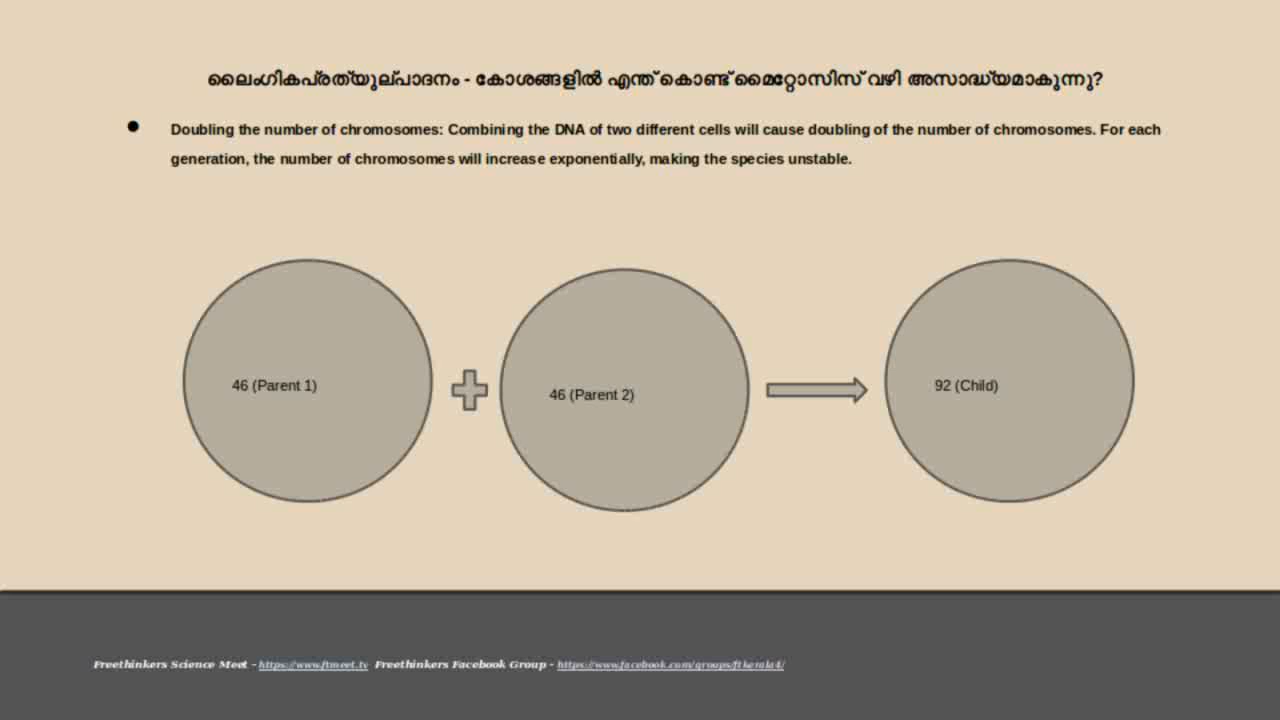 ലൈംഗികപ്രത്യുല്പാദനം - കോശങ്ങളിൽ എന്ത് കൊണ്ട് മൈറ്റോസിസ് വഴി അസാദ്ധ്യമാകുന്നു?
● Doubling the number of chromosomes: Combining the DNA of two different cells will cause doubling of the number of chromosomes. For each
generation, the number of chromosomes will increase exponentially, making the species unstable.
46 (Parent 1)
46 (Parent 2)
92 (Child)
Freethinkers Science Meet - https://www.ftmeet.tv Freethinkers Facebook Group - https://www.facebook.com/groups/ftkerala4/